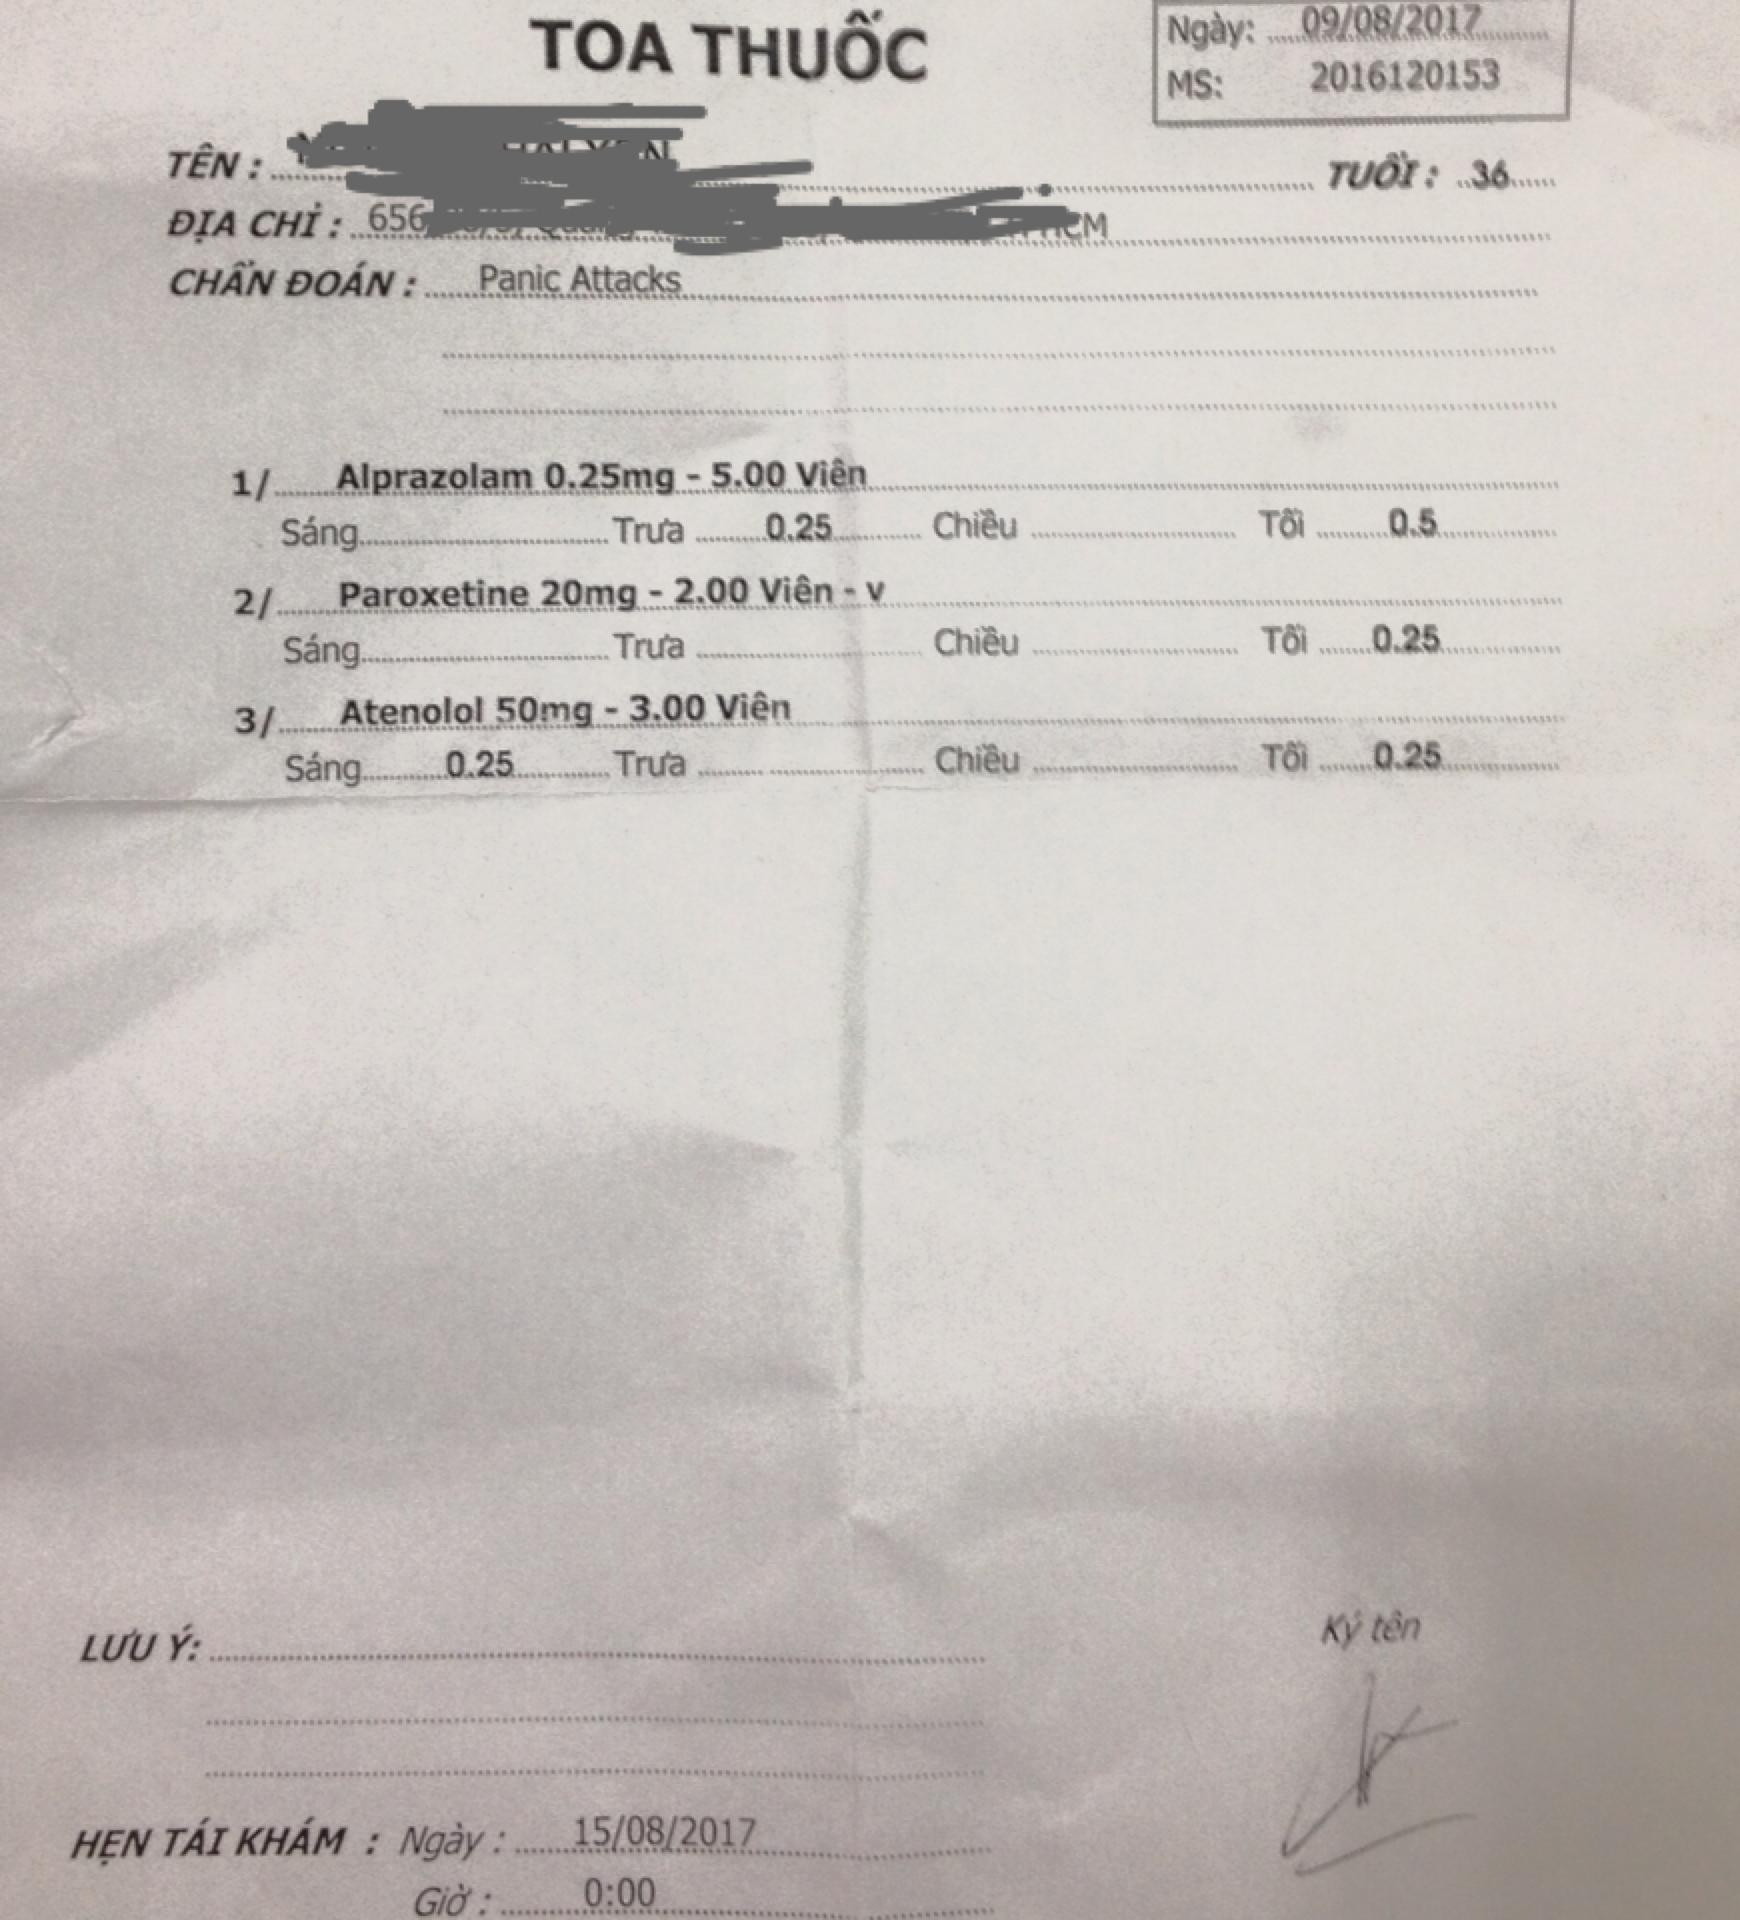 TOA THUỐC
Ngày: 09/08/2017
MS: 2016120153
TÊN :
TUỔI : 36
ĐỊA CHỈ : 656
CHẨN ĐOÁN : Panic Attacks
1/ Alprazolam 0.25mg - 5.00 Viên
Sáng Trưa 0.25 Chiều Tối 0.5
2/ Paroxetine 20mg - 2.00 Viên - v
Sáng Trưa Chiều Tối 0.25
3/ Atenolol 50mg - 3.00 Viên
Sáng 0.25 Trưa Chiều Tối 0.25
LƯU Ý:
Ký tên
HẸN TÁI KHÁM : Ngày : 15/08/2017
Giờ : 0:00